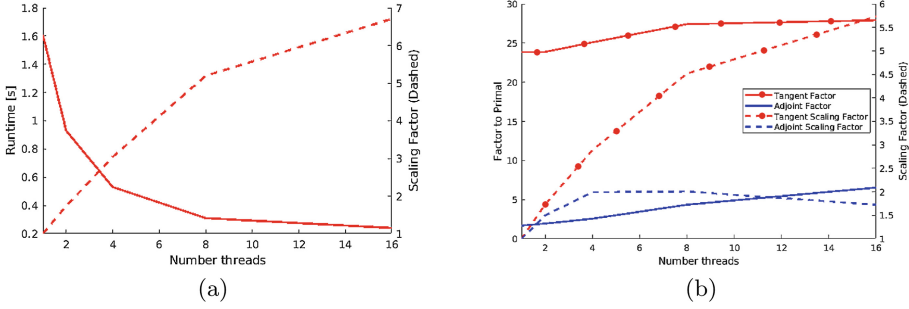 1.8
1.6
1.4
1.2
1
0.8
0.6
0.4
0.2
Runtime [s]
2 4 6 8 10 12 14 16
Number threads
7
6
5
4
3
2
1
Scaling Factor (Dashed)
(a)
30
25
20
15
10
5
0
Factor to Primal
2 4 6 8 10 12 14 16
Number threads
6
5.5
5
4.5
4
3.5
3
2.5
2
1.5
1
Scaling Factor (Dashed)
Tangent Factor
Adjoint Factor
Tangent Scaling Factor
Adjoint Scaling Factor
(b)